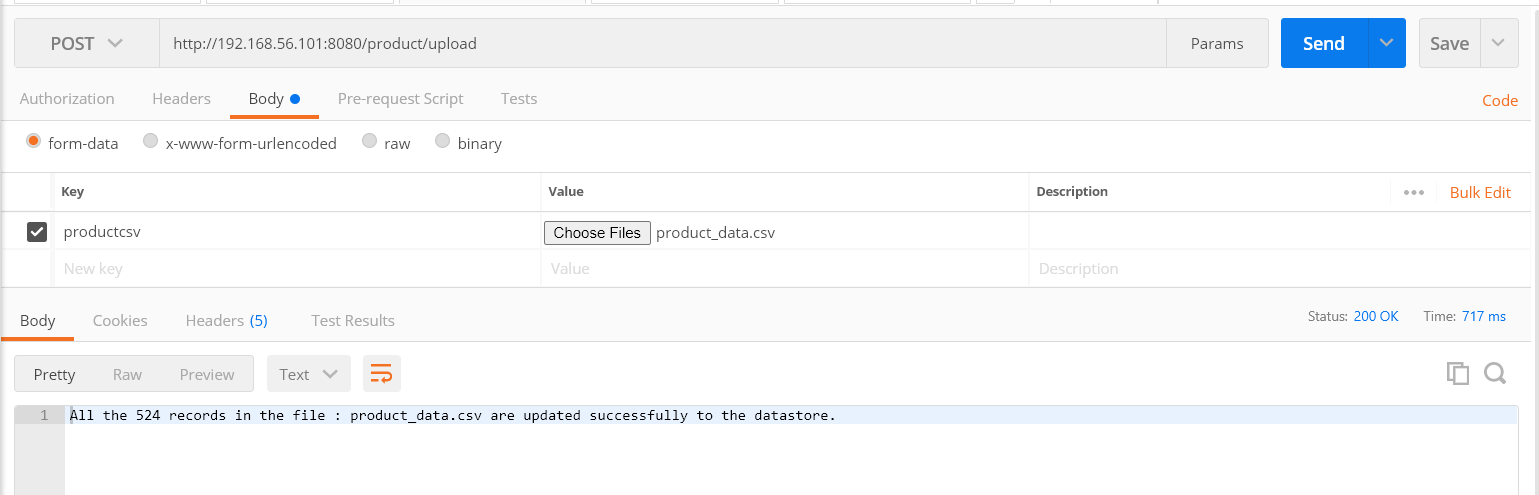 POST http://192.168.56.101:8080/product/upload Params Send Save
Authorization Headers Body Pre-request Script Tests Code
form-data x-www-form-urlencoded raw binary
Key Value Description ••• Bulk Edit
productcsv Choose Files product_data.csv
New key Value Description
Body Cookies Headers (5) Test Results Status: 200 OK Time: 717 ms
Pretty Raw Preview Text
1 All the 524 records in the file : product_data.csv are updated successfully to the datastore.